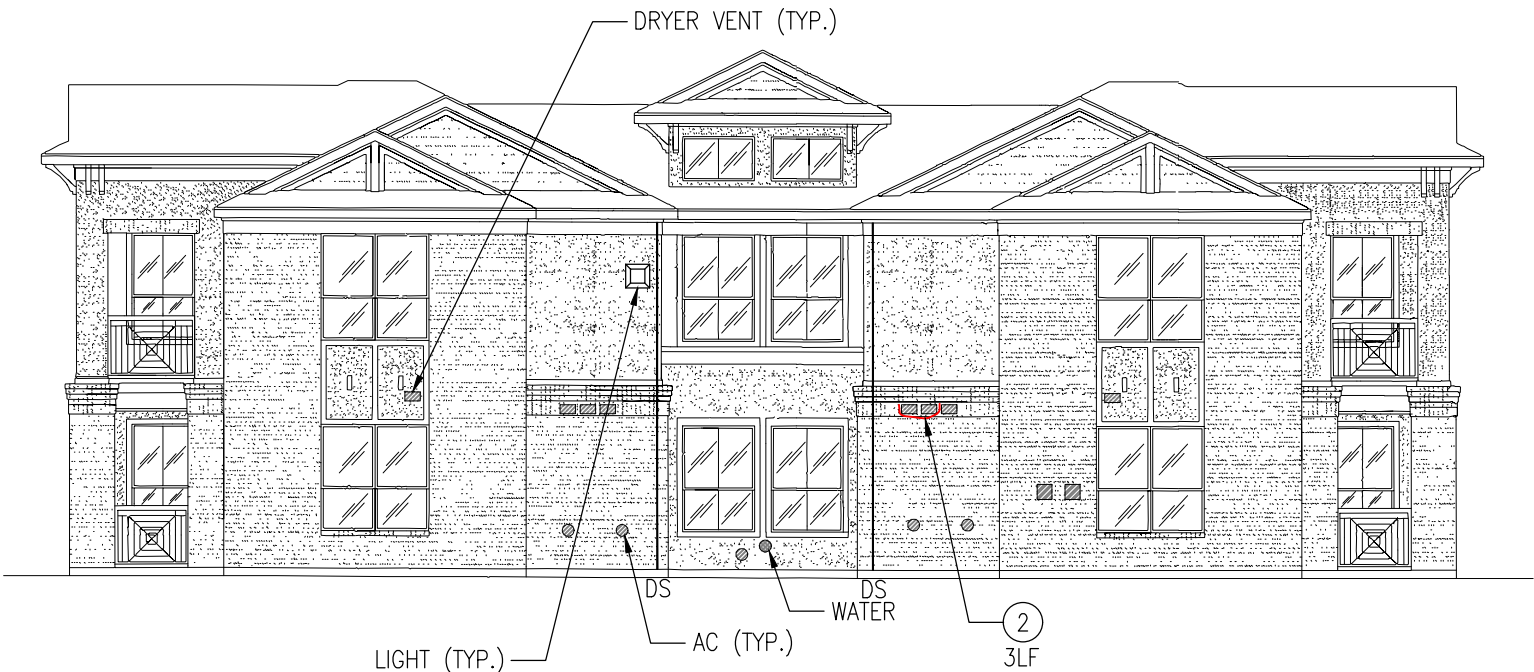 DRYER VENT (TYP.)
DS
DS
WATER
2
AC (TYP.)
3LF
LIGHT (TYP.)